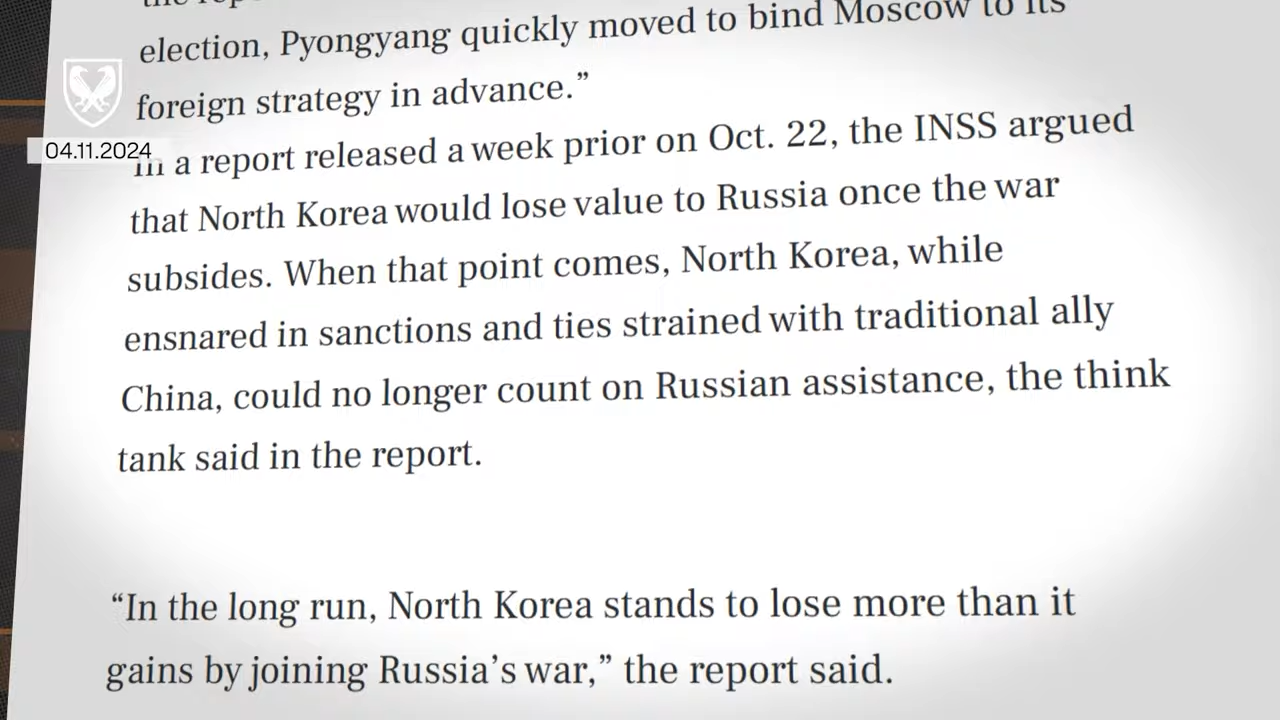 election, Pyongyang quickly moved to bind Moscow to its
foreign strategy in advance.”
04.11.2024
In a report released a week prior on Oct. 22, the INSS argued
that North Korea would lose value to Russia once the war
subsides. When that point comes, North Korea, while
ensnared in sanctions and ties strained with traditional ally
China, could no longer count on Russian assistance, the think
tank said in the report.
“In the long run, North Korea stands to lose more than it
gains by joining Russia’s war,” the report said.